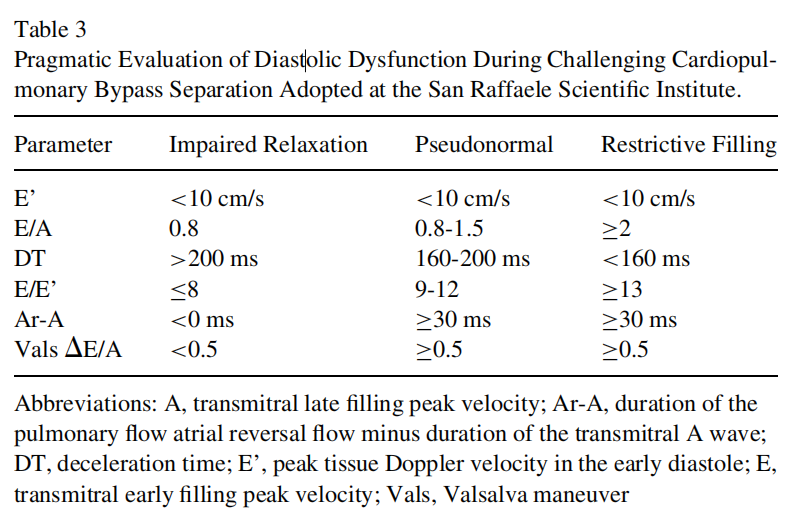 Table 3
Pragmatic Evaluation of Diastolic Dysfunction During Challenging Cardiopul-
monary Bypass Separation Adopted at the San Raffaele Scientific Institute.
Parameter Impaired Relaxation Pseudonormal Restrictive Filling
E’ <10 cm/s <10 cm/s <10 cm/s
E/A 0.8 0.8-1.5 ≥2
DT >200 ms 160-200 ms <160 ms
E/E’ ≤8 9-12 ≥13
Ar-A <0 ms ≥30 ms ≥30 ms
Vals ΔE/A <0.5 ≥0.5 ≥0.5
Abbreviations: A, transmitral late filling peak velocity; Ar-A, duration of the
pulmonary flow atrial reversal flow minus duration of the transmitral A wave;
DT, deceleration time; E’, peak tissue Doppler velocity in the early diastole; E,
transmitral early filling peak velocity; Vals, Valsalva maneuver